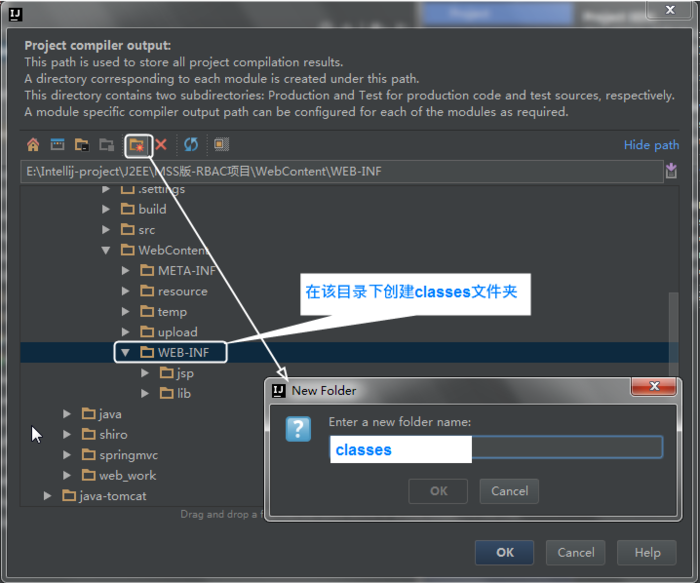 Project compiler output:
This path is used to store all project compilation results.
A directory corresponding to each module is created under this path.
This directory contains two subdirectories: Production and Test for production code and test sources, respectively.
A module specific compiler output path can be configured for each of the modules as required.
Hide path
E:\Intellij-project\J2EE\MSS版-RBAC项目\WebContent\WEB-INF
.settings
build
src
WebContent
META-INF
resource
在该目录下创建classes文件夹
temp
upload
WEB-INF
jsp
lib
New Folder
Enter a new folder name:
classes
OK
Cancel
java
shiro
springmvc
web_work
java-tomcat
Drag and drop a f
OK
Cancel
Help